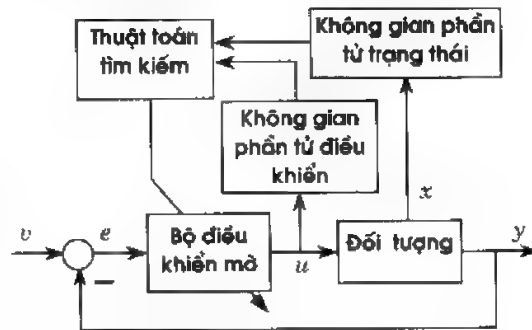 Thuật toán
tìm kiếm
Không gian phần
tử trạng thái
Không gian
phần tử điều
khiển
x
v
e
Bộ điều
khiển mờ
u
Đối tượng
y
−